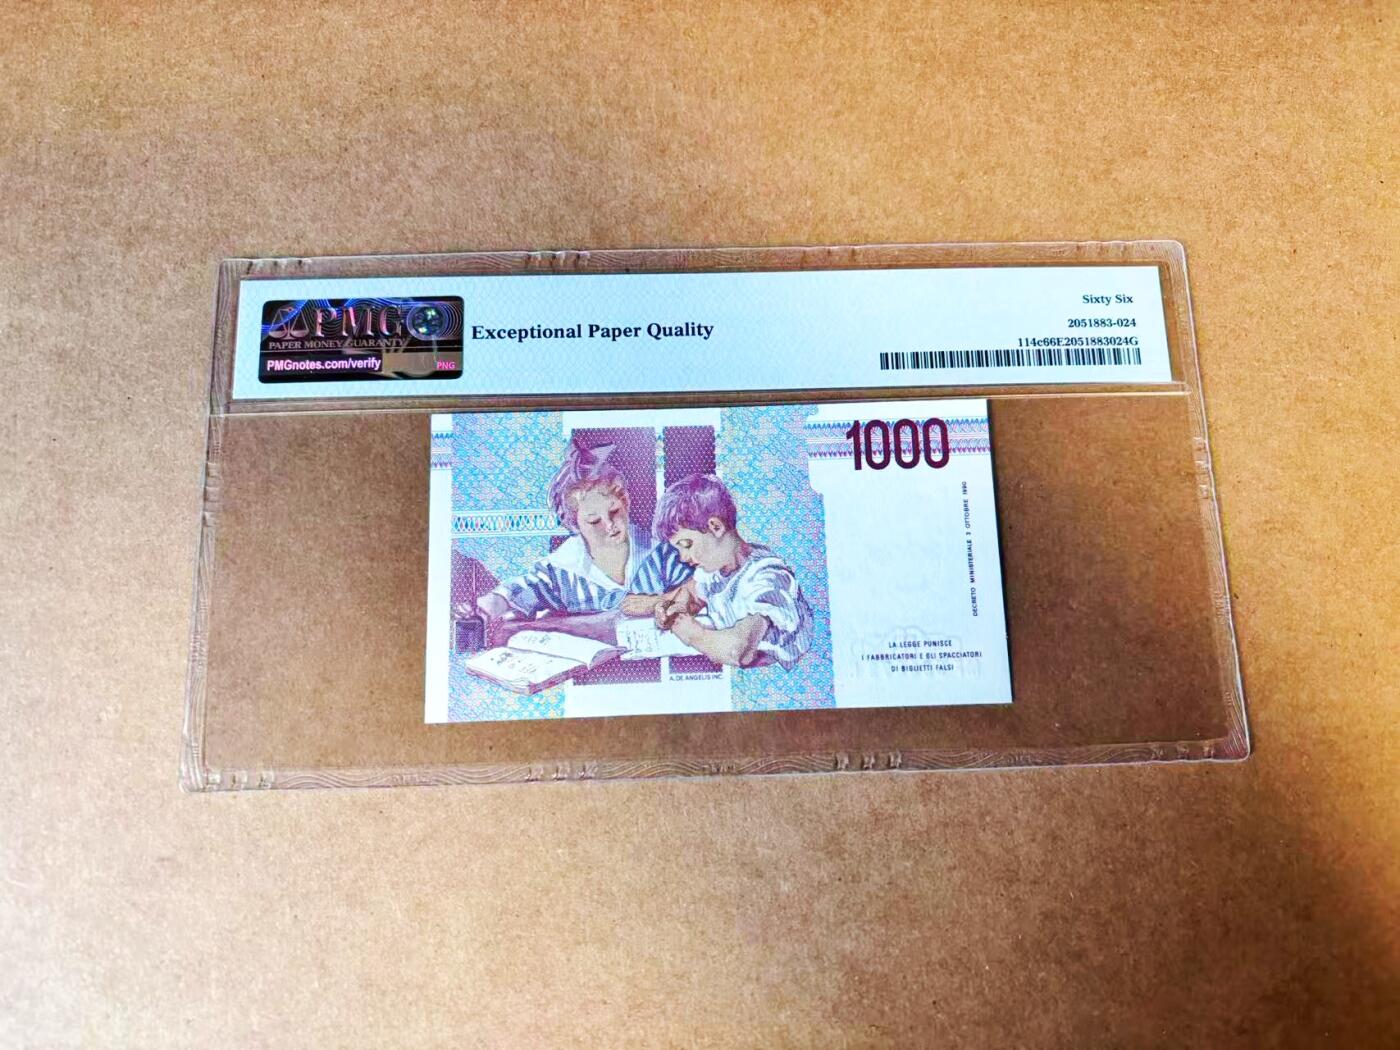 PMG
PAPER MONEY GUARANTY
PMGnotes.com/verify
PNG
Exceptional Paper Quality
Sixty Six
2051883-024
114c66E2051883024G
1000
DECRETO MINISTERIALE 3 OTTOBRE 1990
LA LEGGE PUNISCE
I FABBRICATORI E GLI SPACCIATORI
DI BIGLIETTI FALSI
A. DE ANGELIS INC.